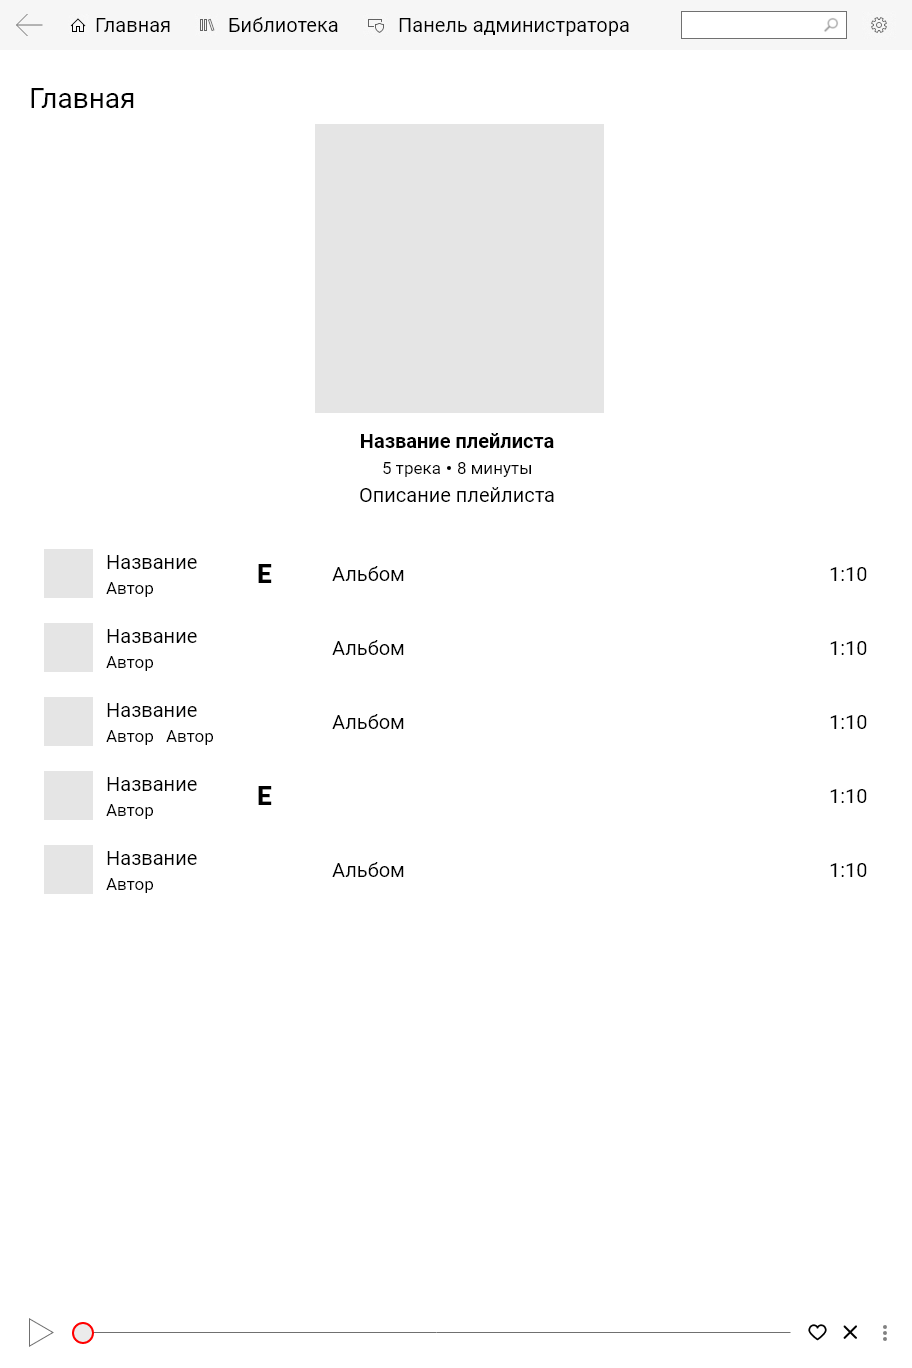 Главная Библиотека Панель администратора
Главная
Название плейлиста
5 трека • 8 минуты
Описание плейлиста
Название
Автор
E
Альбом
1:10
Название
Автор
Альбом
1:10
Название
Автор Автор
Альбом
1:10
Название
Автор
E
1:10
Название
Автор
Альбом
1:10